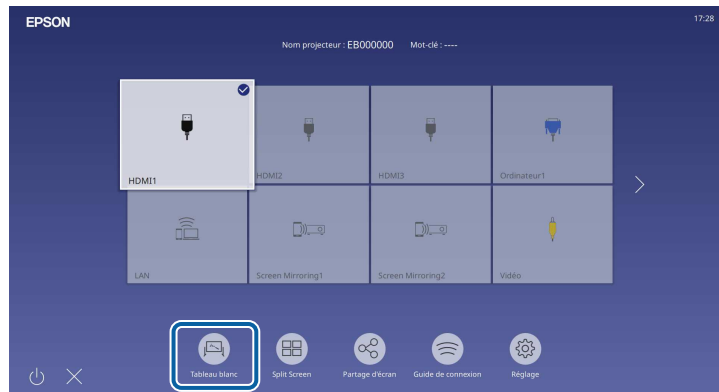 EPSON
17:28
Nom projecteur : EB000000 Mot-clé : ----
HDMI1
HDMI2
HDMI3
Ordinateur1
LAN
Screen Mirroring1
Screen Mirroring2
Vidéo
Tableau blanc
Split Screen
Partage d'écran
Guide de connexion
Réglage